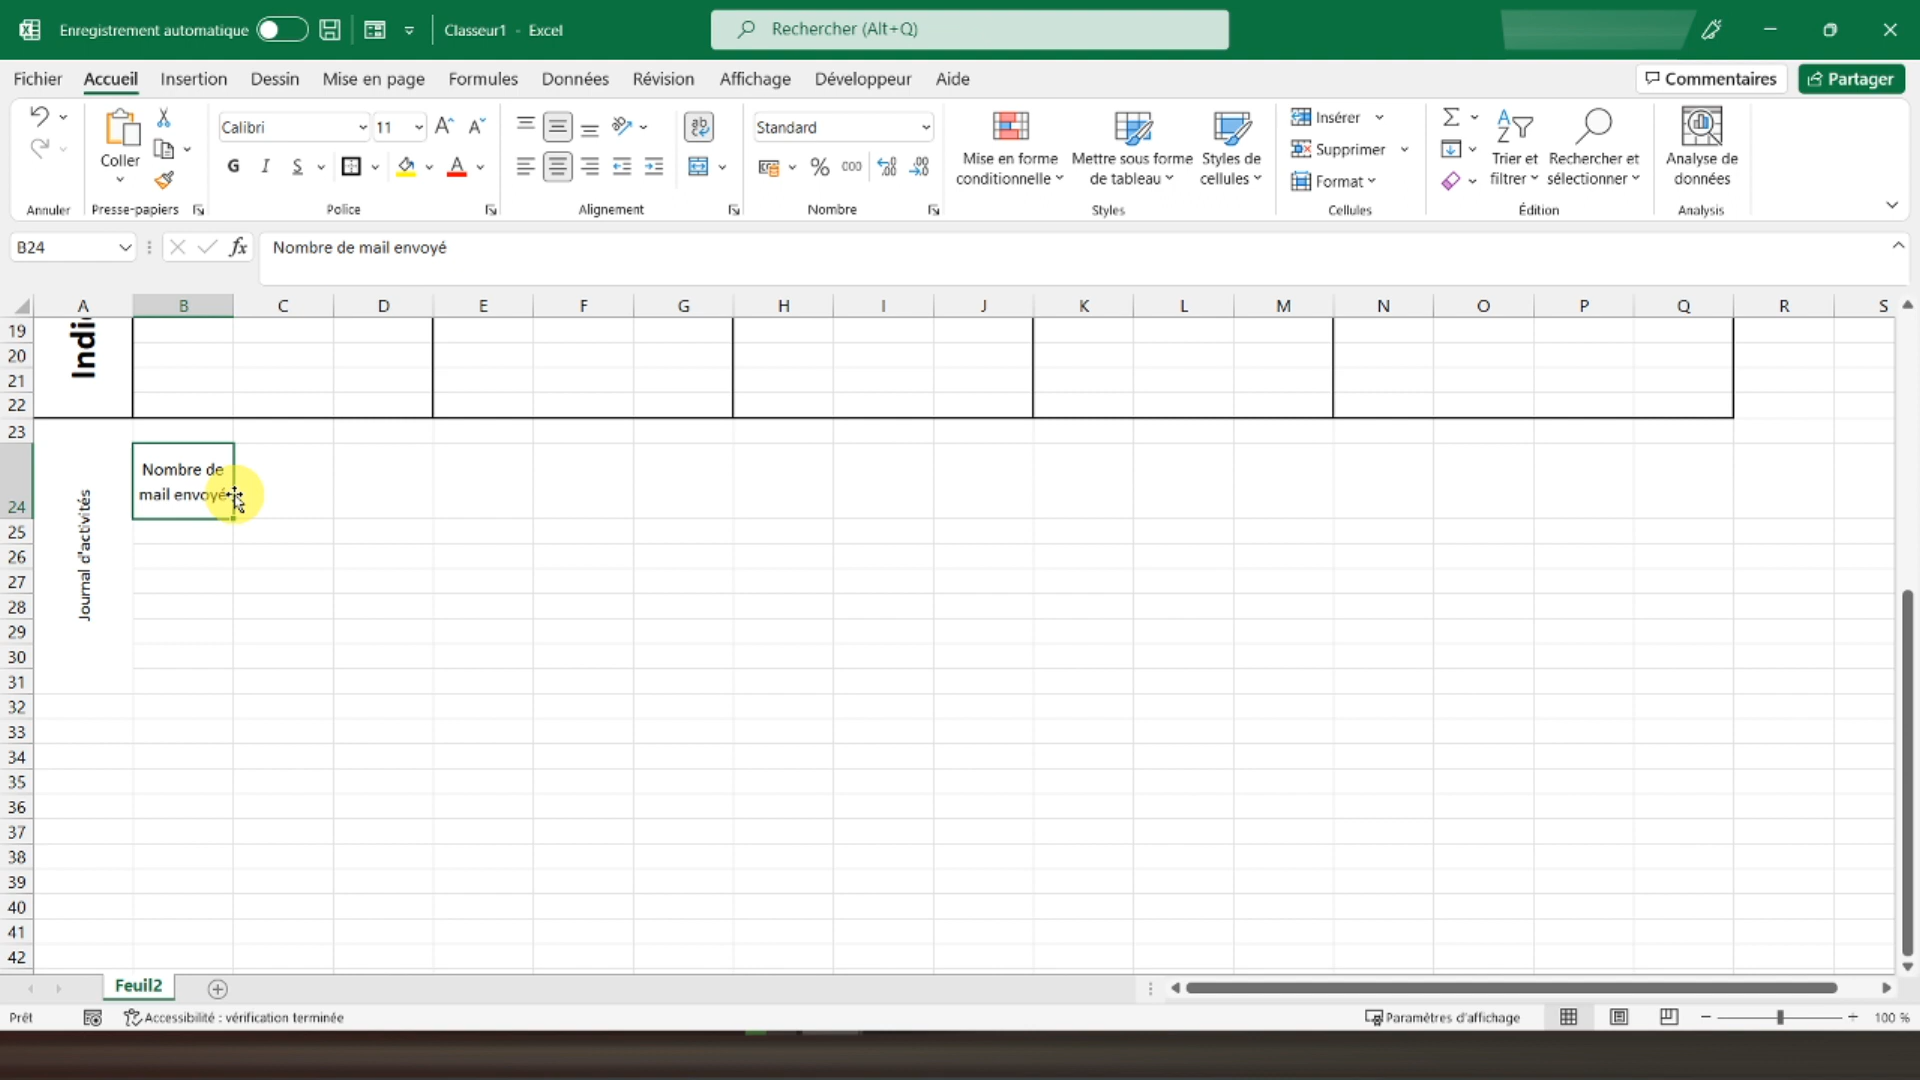 Enregistrement automatique Classeur1 - Excel Rechercher (Alt+Q)
Fichier Accueil Insertion Dessin Mise en page Formules Données Révision Affichage Développeur Aide Commentaires Partager
Calibri 11 Standard Insérer
Coller Mise en forme Mettre sous forme Styles de Supprimer Trier et Rechercher et Analyse de
G I S % 000 conditionnelle de tableau cellules Format filtrer sélectionner données
Annuler Presse-papiers Police Alignement Nombre Styles Cellules Édition Analysis
B24 fx Nombre de mail envoyé
A B C D E F G H I J K L M N O P Q R S
19
20
21
22
23
24
25
26
27
28
29
30
31
32
33
34
35
36
37
38
39
40
41
42
Indi
Nombre de
mail envoyé
Journal d'activités
Feuil2
Prêt Accessibilité : vérification terminée Paramètres d'affichage 100 %